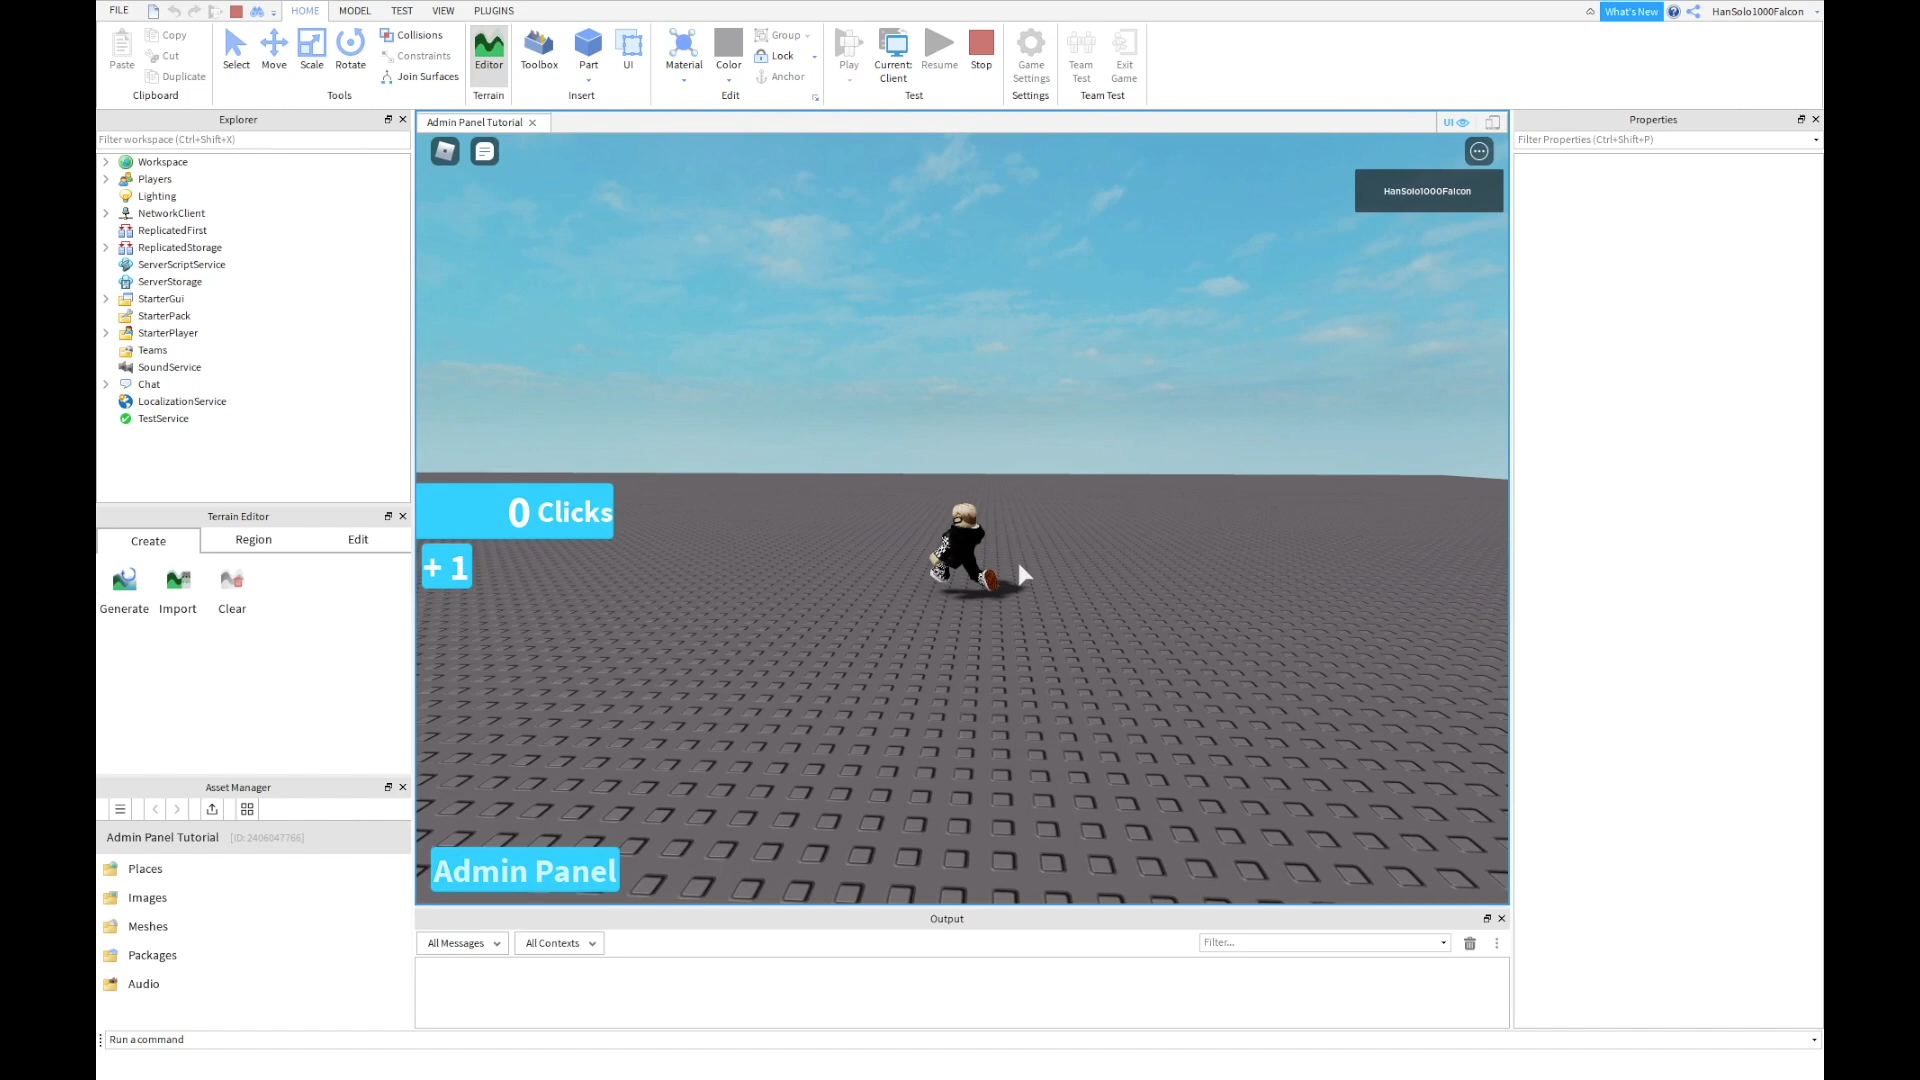 FILE
HOME
MODEL
TEST
VIEW
PLUGINS
What's New
HanSolo1000Falcon
Paste
Copy
Cut
Duplicate
Clipboard
Select
Move
Scale
Rotate
Collisions
Constraints
Join Surfaces
Tools
Editor
Terrain
Toolbox
Part
UI
Insert
Material
Color
Group
Lock
Anchor
Edit
Play
Current:
Client
Resume
Stop
Test
Game
Settings
Settings
Team
Test
Exit
Game
Team Test
Explorer
Filter workspace (Ctrl+Shift+X)
Workspace
Players
Lighting
NetworkClient
ReplicatedFirst
ReplicatedStorage
ServerScriptService
ServerStorage
StarterGui
StarterPack
StarterPlayer
Teams
SoundService
Chat
LocalizationService
TestService
Terrain Editor
Create
Region
Edit
Generate
Import
Clear
Asset Manager
Admin Panel Tutorial [ID: 2406047766]
Places
Images
Meshes
Packages
Audio
Admin Panel Tutorial
UI
HanSolo1000Falcon
0 Clicks
+ 1
Admin Panel
Output
All Messages
All Contexts
Filter...
Properties
Filter Properties (Ctrl+Shift+P)
Run a command